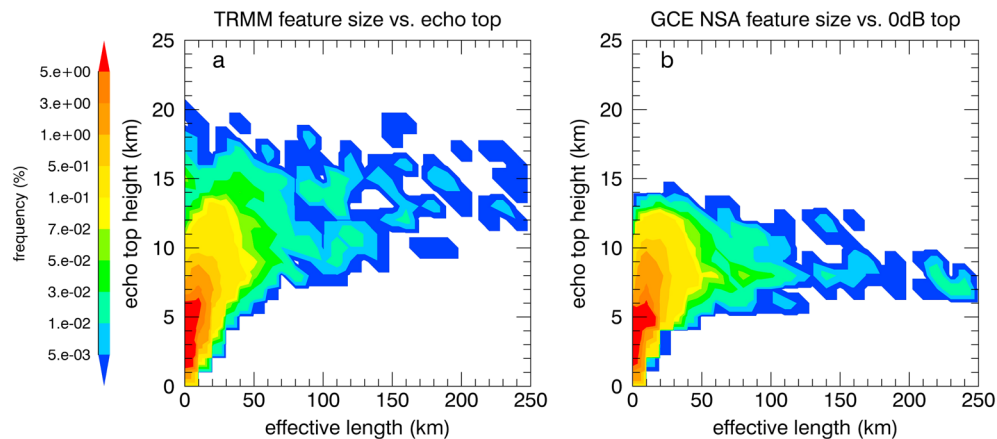 TRMM feature size vs. echo top
GCE NSA feature size vs. 0dB top
a
b
frequency (%)
5.e+00
3.e+00
1.e+00
5.e-01
1.e-01
7.e-02
5.e-02
3.e-02
1.e-02
5.e-03
echo top height (km)
25
20
15
10
5
0
0 50 100 150 200 250
effective length (km)
echo top height (km)
25
20
15
10
5
0
0 50 100 150 200 250
effective length (km)